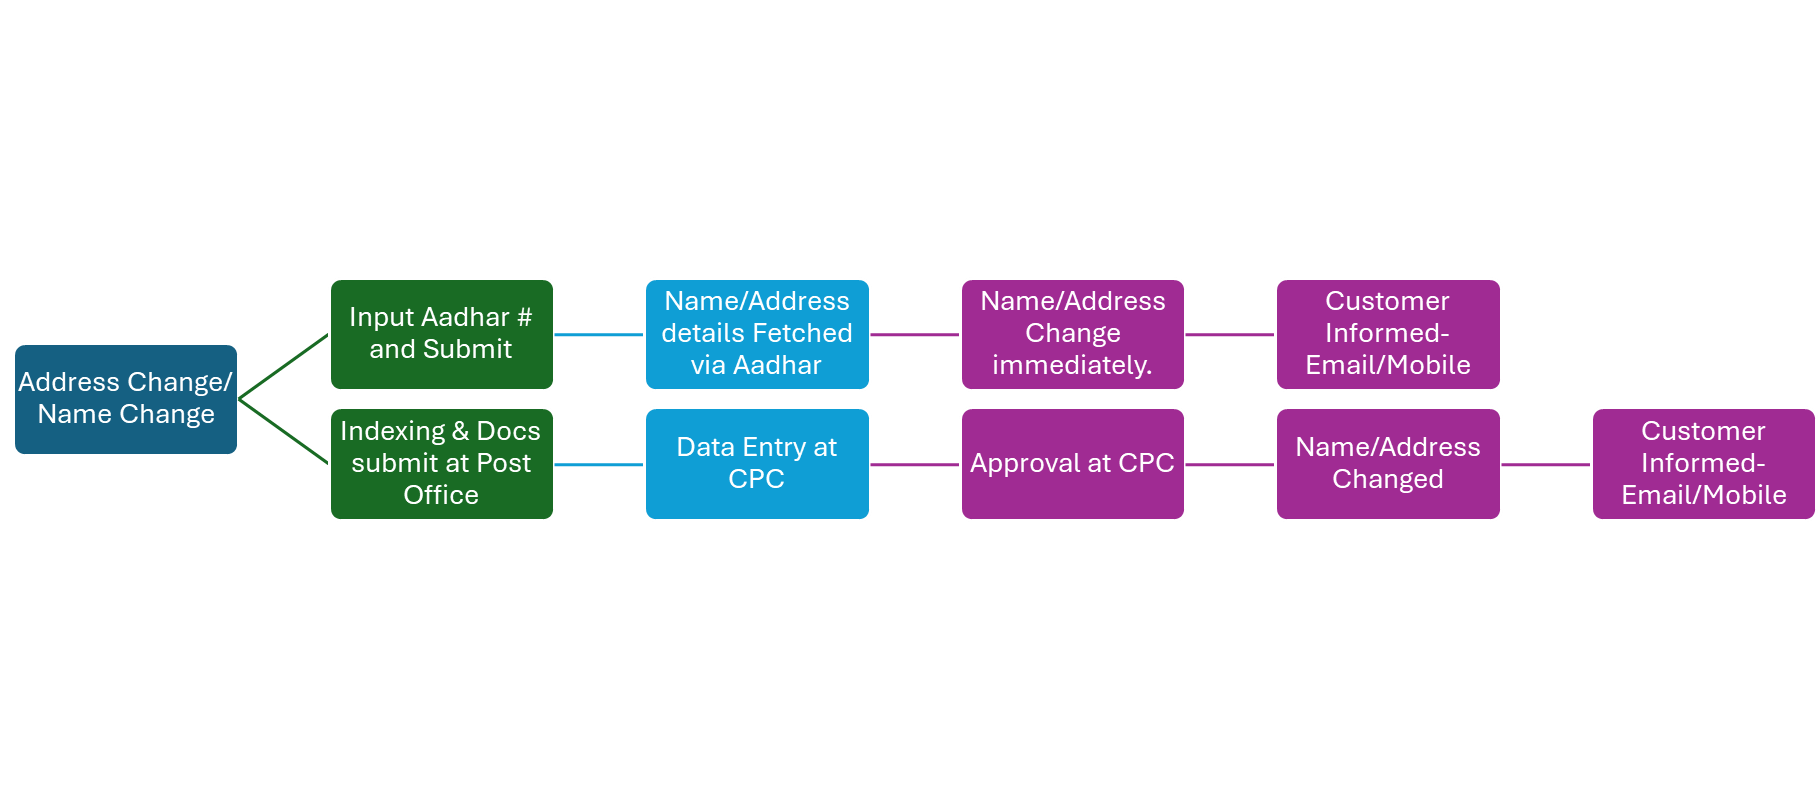 Address Change/
Name Change
Input Aadhar #
and Submit
Name/Address
details Fetched
via Aadhar
Name/Address
Change
immediately.
Customer
Informed-
Email/Mobile
Indexing & Docs
submit at Post
Office
Data Entry at
CPC
Approval at CPC
Name/Address
Changed
Customer
Informed-
Email/Mobile